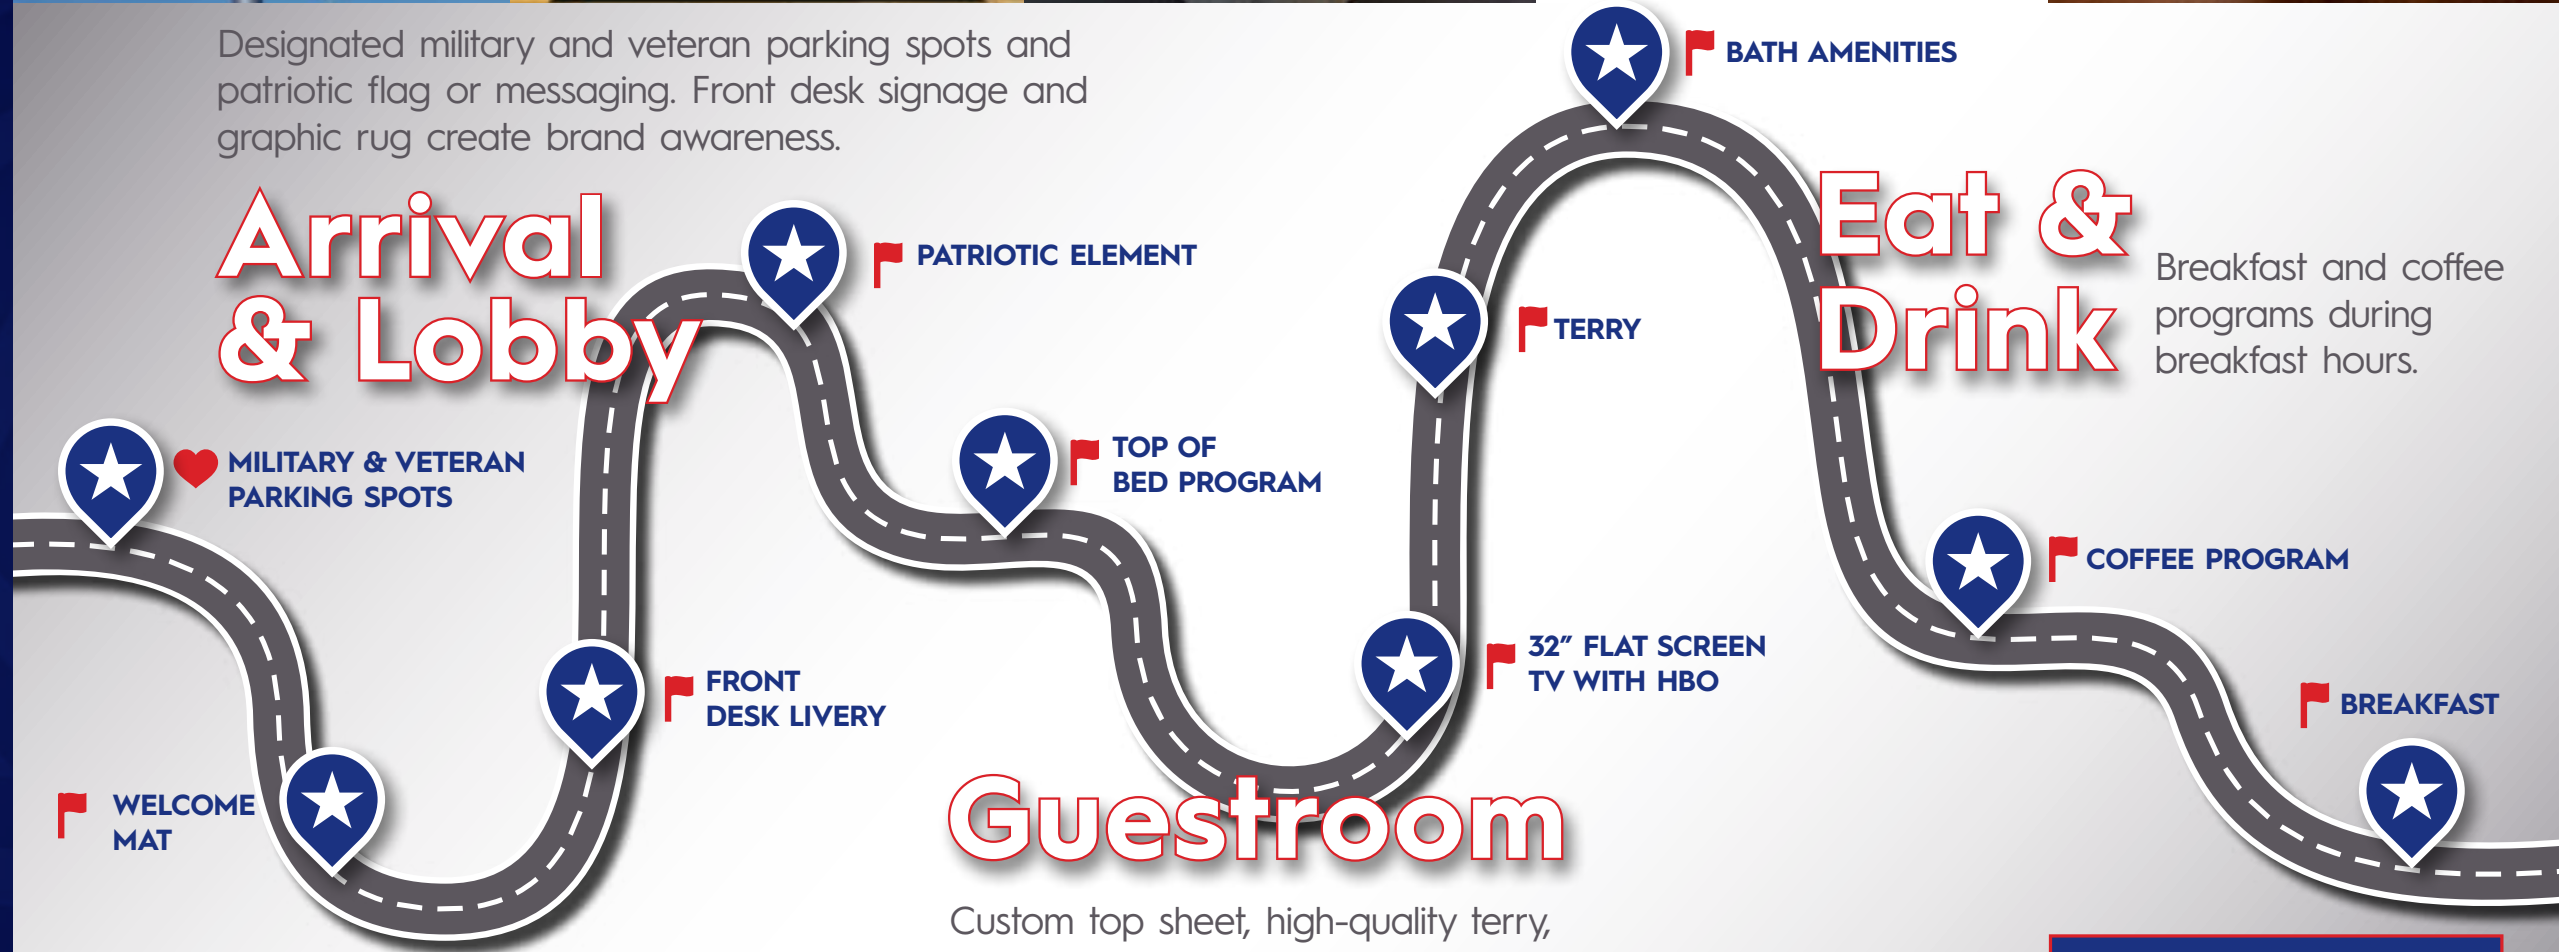 Designated military and veteran parking spots and
patriotic flag or messaging. Front desk signage and
graphic rug create brand awareness.
Arrival
& Lobby
MILITARY & VETERAN
PARKING SPOTS
WELCOME
MAT
FRONT
DESK LIVERY
PATRIOTIC ELEMENT
TOP OF
BED PROGRAM
Guestroom
Custom top sheet, high-quality terry,
32” FLAT SCREEN
TV WITH HBO
TERRY
BATH AMENITIES
Eat &
Drink
Breakfast and coffee
programs during
breakfast hours.
COFFEE PROGRAM
BREAKFAST